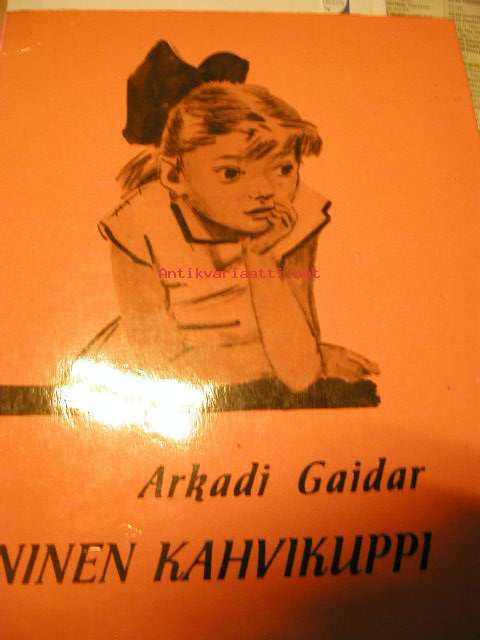 Antikvariaatti.net
Arkadi Gaidar
NINEN KAHVIKUPPI